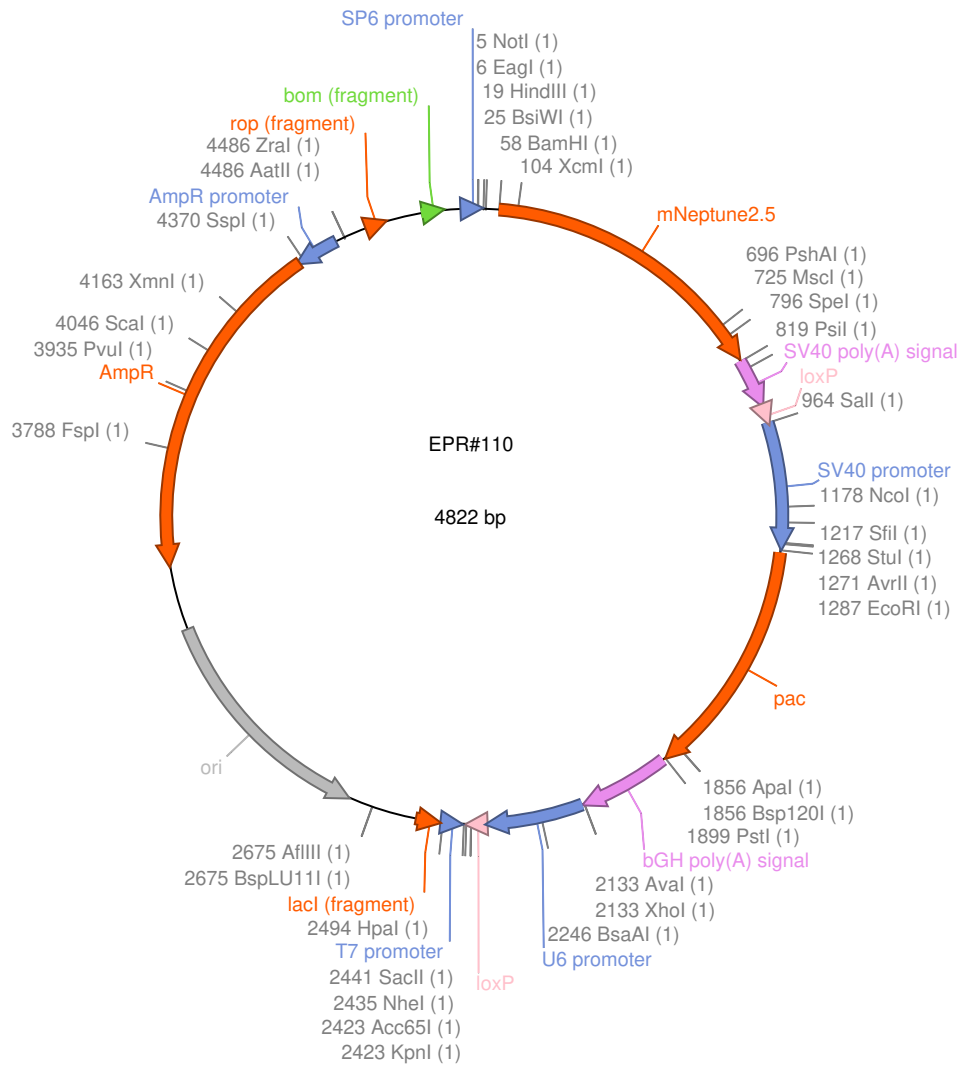 SP6 promoter
5 NotI (1)
6 EagI (1)
19 HindIII (1)
25 BsiWI (1)
58 BamHI (1)
104 XcmI (1)
bom (fragment)
rop (fragment)
4486 ZraI (1)
4486 AatII (1)
AmpR promoter
4370 SspI (1)
4163 XmnI (1)
4046 ScaI (1)
3935 PvuI (1)
AmpR
3788 FspI (1)
mNeptune2.5
696 PshAI (1)
725 MscI (1)
796 SpeI (1)
819 PsiI (1)
SV40 poly(A) signal
loxP
964 SalI (1)
EPR#110
4822 bp
SV40 promoter
1178 NcoI (1)
1217 SfiI (1)
1268 StuI (1)
1271 AvrII (1)
1287 EcoRI (1)
pac
ori
1856 ApaI (1)
1856 Bsp120I (1)
1899 PstI (1)
bGH poly(A) signal
2133 AvaI (1)
2133 XhoI (1)
2246 BsaAI (1)
U6 promoter
2675 AflIII (1)
2675 BspLU11I (1)
lacI (fragment)
2494 HpaI (1)
T7 promoter
2441 SacII (1)
loxP
2435 NheI (1)
2423 Acc65I (1)
2423 KpnI (1)